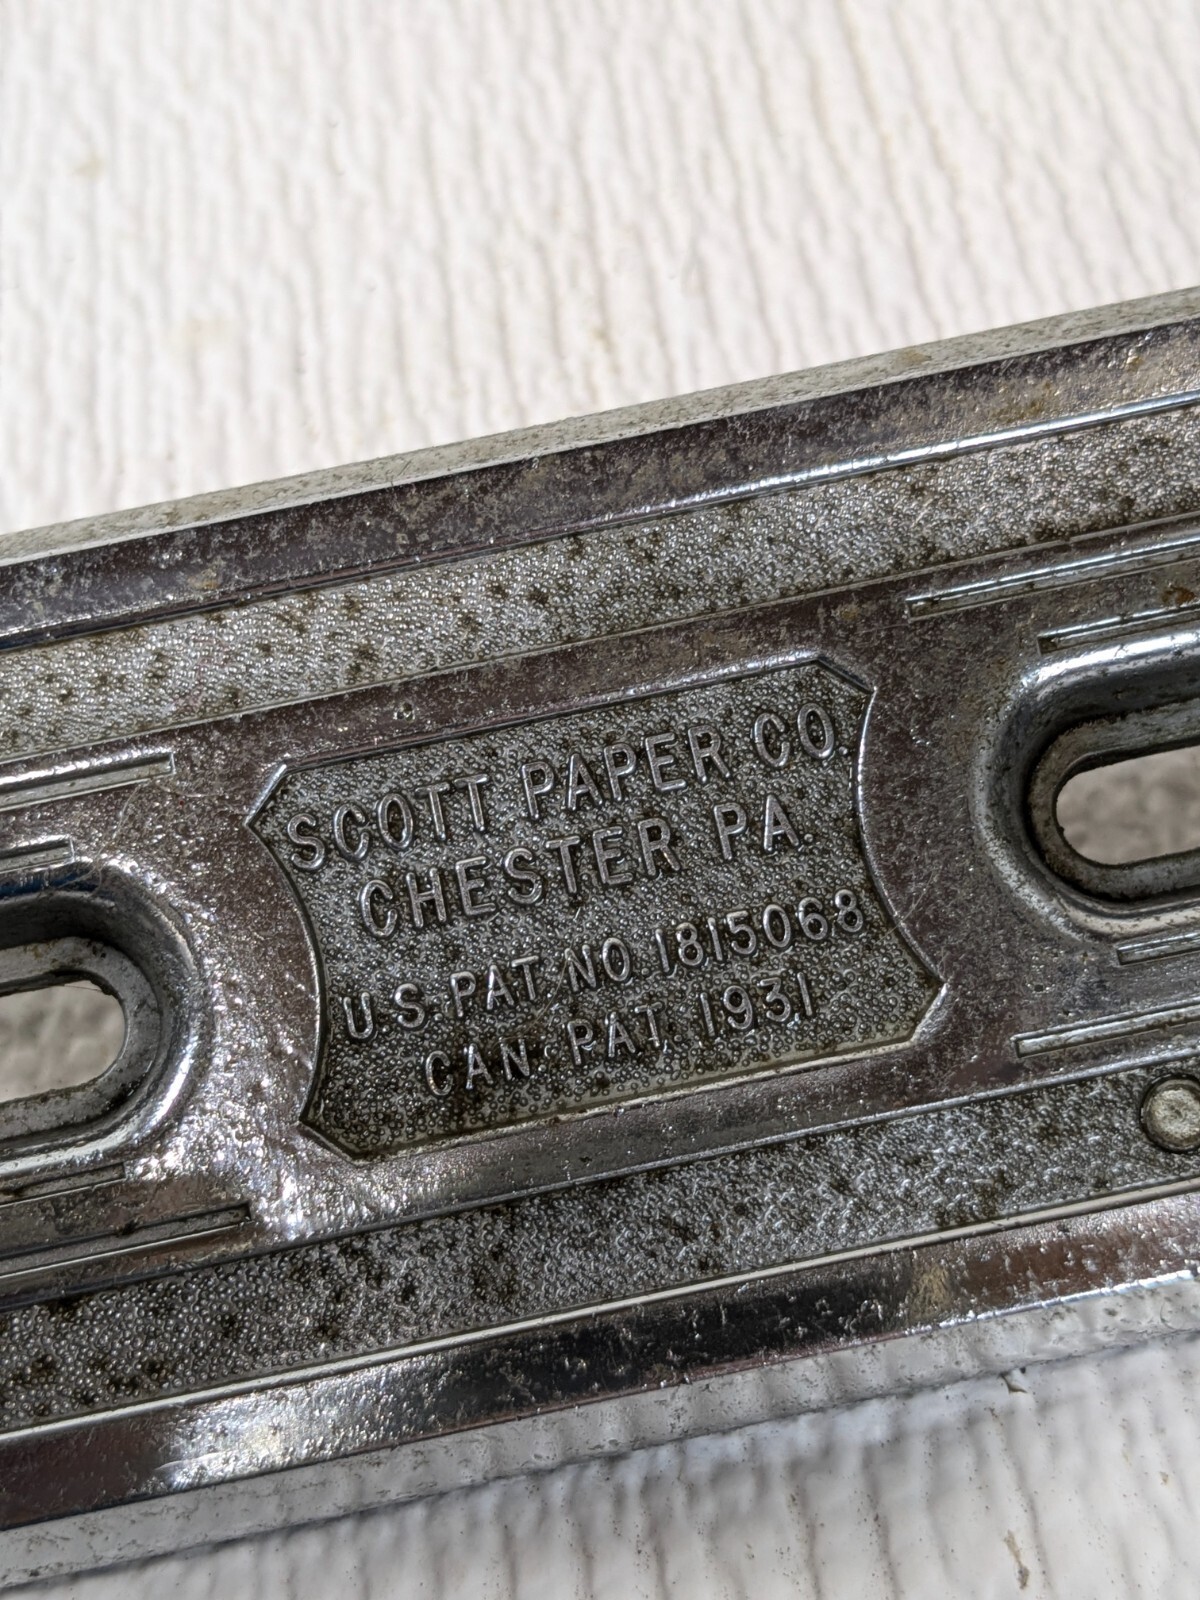 SCOTT PAPER CO.
CHESTER PA.
U.S. PAT. NO. 1815068
CAN. PAT. 1931